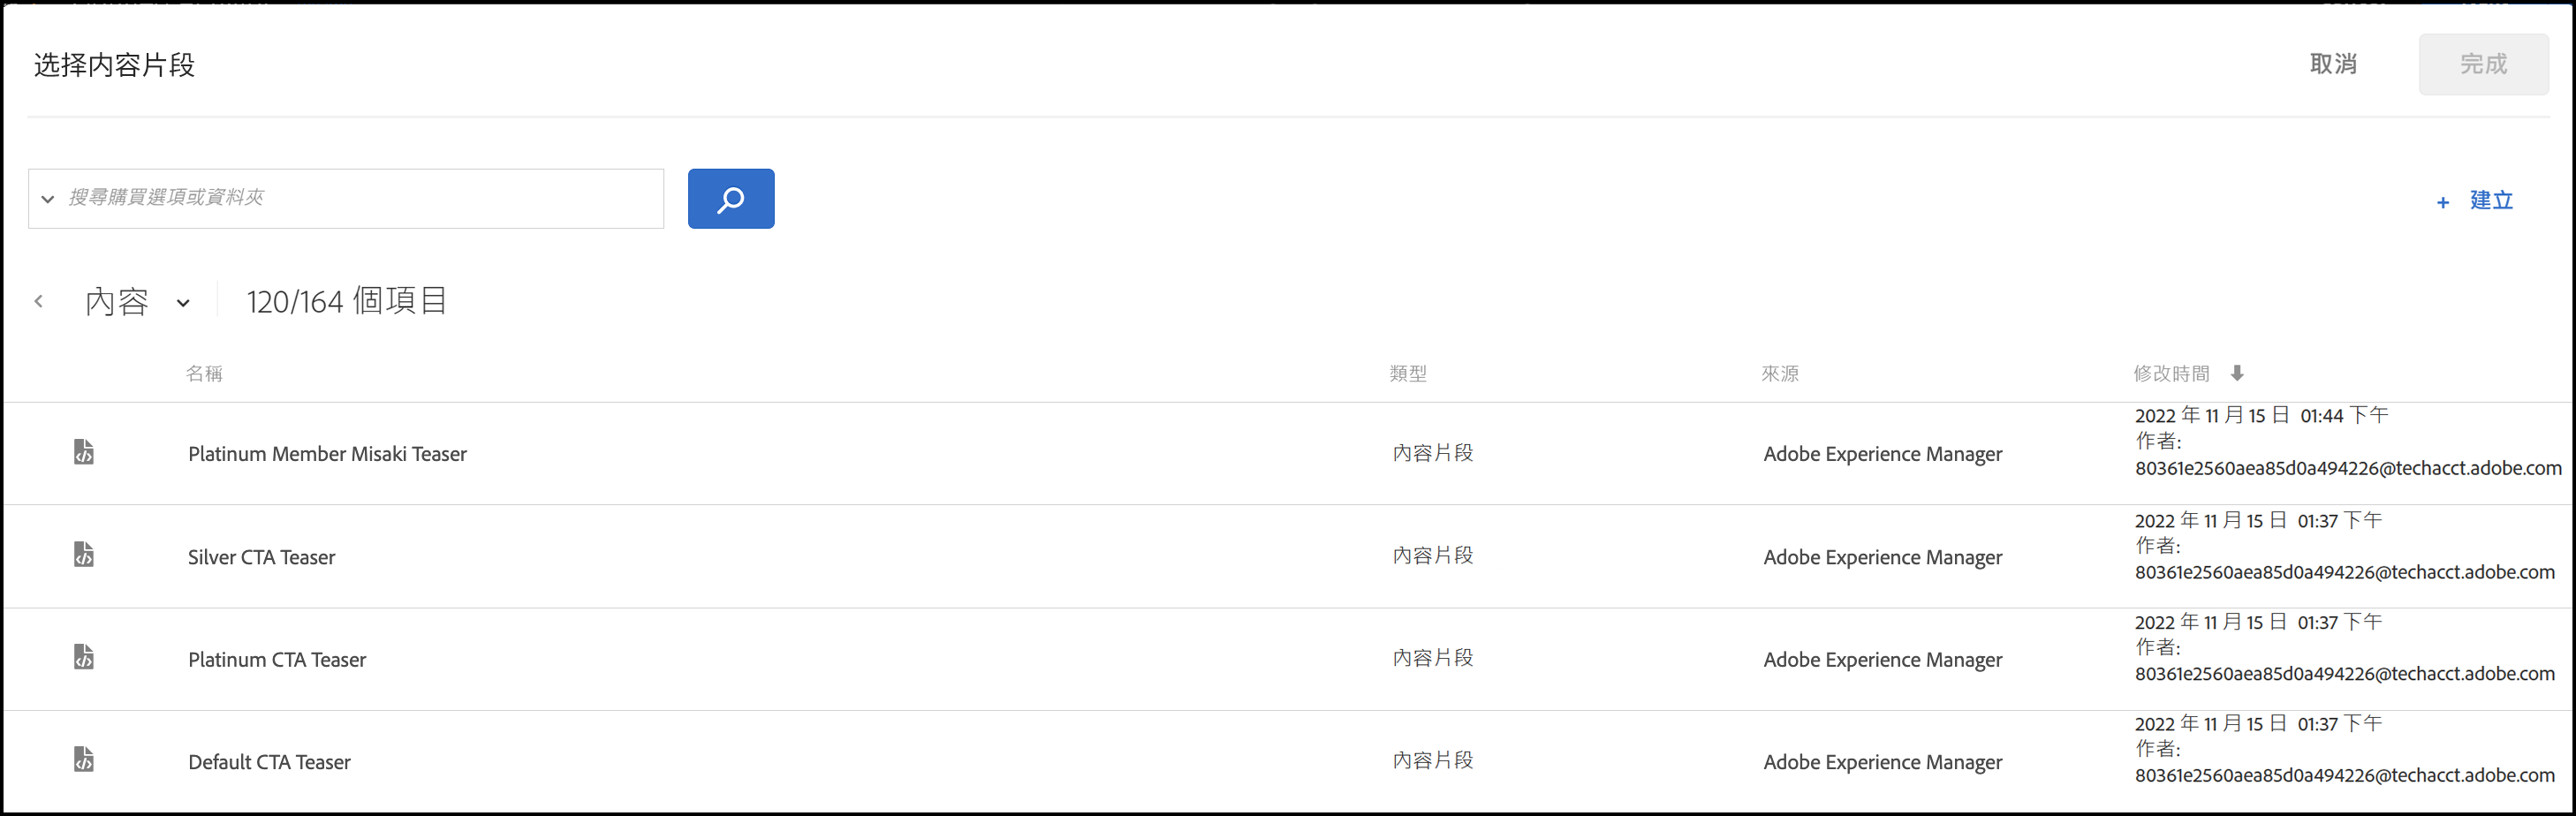 选择内容片段
取消
完成
搜尋購買選項或資料夾
+ 建立
內容
120/164 個項目
名稱 類型 來源 修改時間
Platinum Member Misaki Teaser 內容片段 Adobe Experience Manager
2022 年 11 月 15 日 01:44 下午
作者:
80361e2560aea85d0a494226@techacct.adobe.com
Silver CTA Teaser 內容片段 Adobe Experience Manager
2022 年 11 月 15 日 01:37 下午
作者:
80361e2560aea85d0a494226@techacct.adobe.com
Platinum CTA Teaser 內容片段 Adobe Experience Manager
2022 年 11 月 15 日 01:37 下午
作者:
80361e2560aea85d0a494226@techacct.adobe.com
Default CTA Teaser 內容片段 Adobe Experience Manager
2022 年 11 月 15 日 01:37 下午
作者:
80361e2560aea85d0a494226@techacct.adobe.com